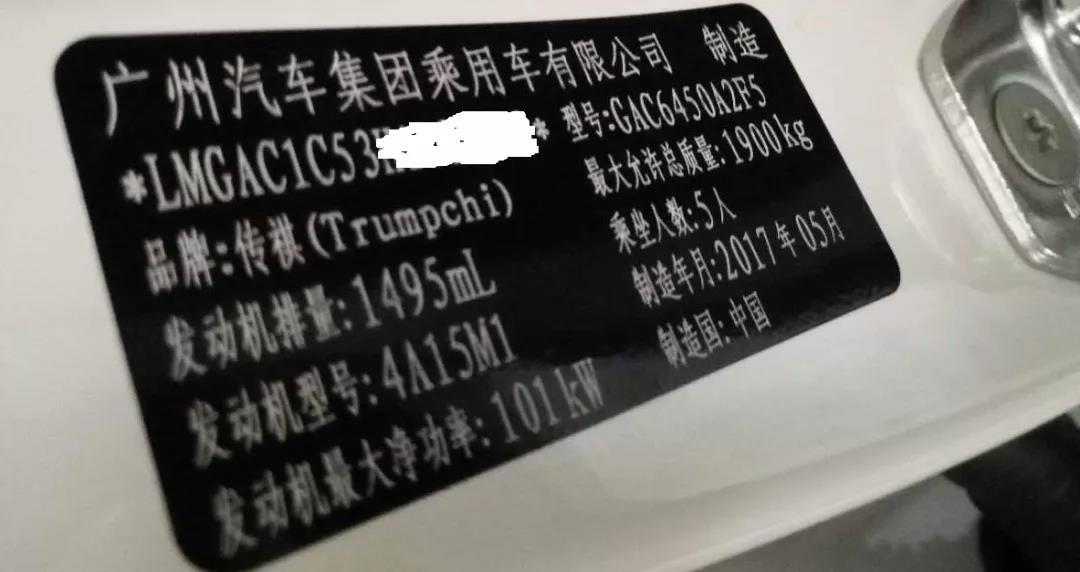 广州汽车集团乘用车有限公司 制造
*LMGAC1C53 * 型号:GAC6450A2F5
品牌:传祺(Trumpchi) 最大允许总质量:1900kg
发动机排量:1495mL 乘坐人数:5人
发动机型号:4A15M1 制造年月:2017年05月
发动机最大净功率:101kW 制造国:中国